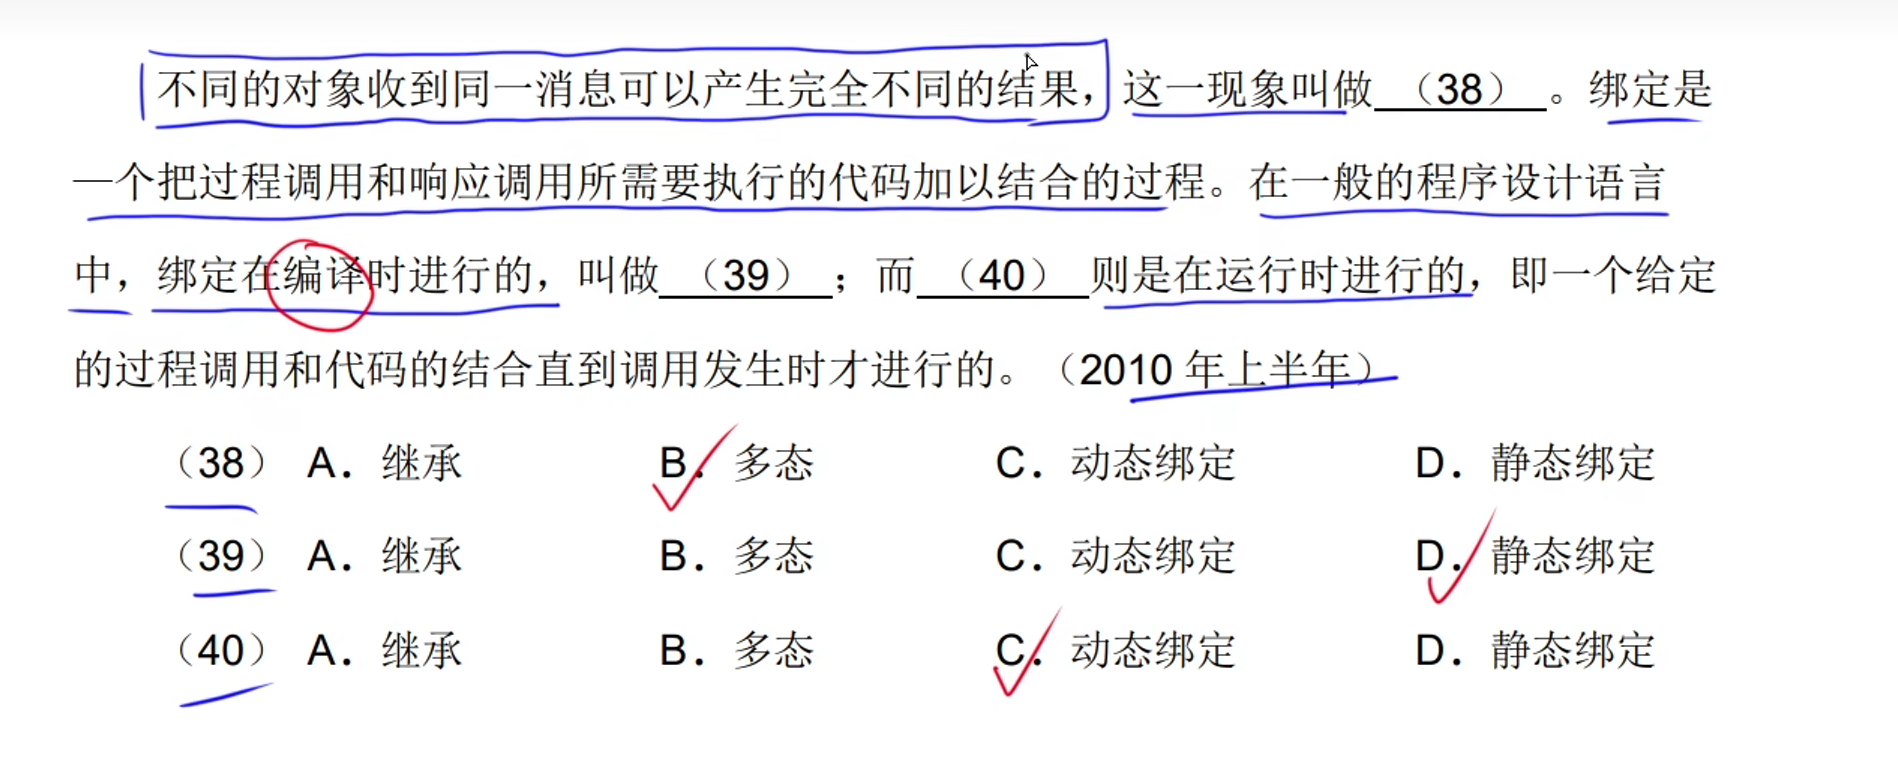 不同的对象收到同一消息可以产生完全不同的结果，这一现象叫做（38）。绑定是
一个把过程调用和响应调用所需要执行的代码加以结合的过程。在一般的程序设计语言
中，绑定在编译时进行的，叫做（39）；而（40）则是在运行时进行的，即一个给定
的过程调用和代码的结合直到调用发生时才进行的。（2010 年上半年）
（38） A．继承 B．多态 C．动态绑定 D．静态绑定
（39） A．继承 B．多态 C．动态绑定 D．静态绑定
（40） A．继承 B．多态 C．动态绑定 D．静态绑定